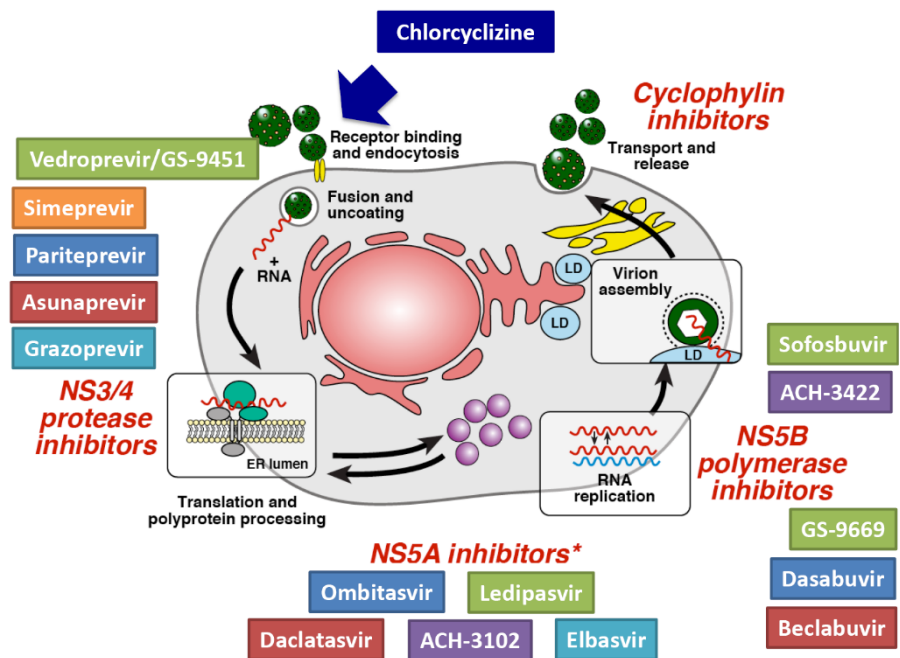 Chlorcyclizine
Cyclophylin
inhibitors
Receptor binding
and endocytosis
Transport and
release
Vedroprevir/GS-9451
Simeprevir
Pariteprevir
Asunaprevir
Grazoprevir
NS3/4
protease
inhibitors
Fusion and
uncoating
+
RNA
LD
LD
Virion
assembly
LD
Sofosbuvir
ACH-3422
NS5B
polymerase
inhibitors
ER lumen
Translation and
polyprotein processing
RNA
replication
GS-9669
Dasabuvir
Beclabuvir
NS5A inhibitors*
Ombitasvir
Ledipasvir
Daclatasvir
ACH-3102
Elbasvir